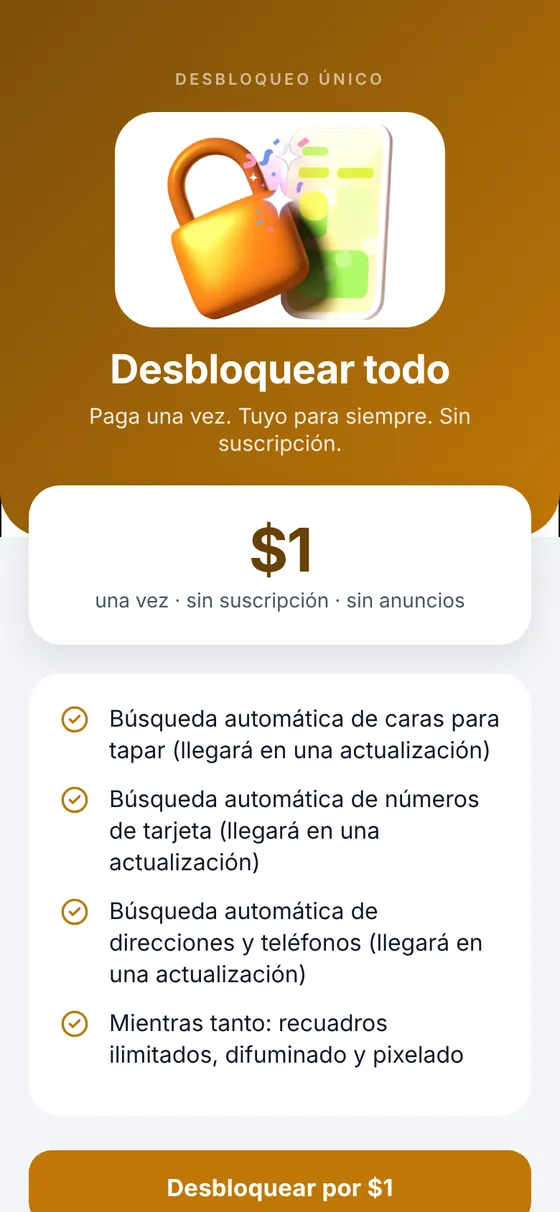 DESBLOQUEO ÚNICO
Desbloquear todo
Paga una vez. Tuyo para siempre. Sin
suscripción.
$1
una vez · sin suscripción · sin anuncios
Búsqueda automática de caras para
tapar (llegará en una actualización)
Búsqueda automática de números
de tarjeta (llegará en una
actualización)
Búsqueda automática de
direcciones y teléfonos (llegará en
una actualización)
Mientras tanto: recuadros
ilimitados, difuminado y pixelado
Desbloquear por $1